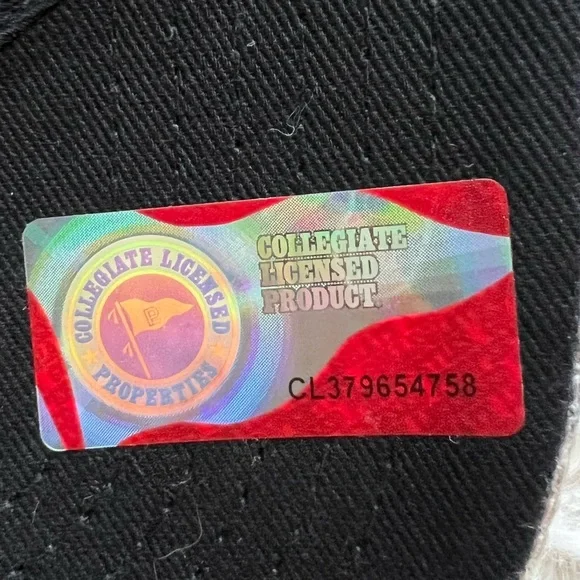 COLLEGIATE LICENSED
PROPERTIES
P
COLLEGIATE
LICENSED
PRODUCT
CL379654758